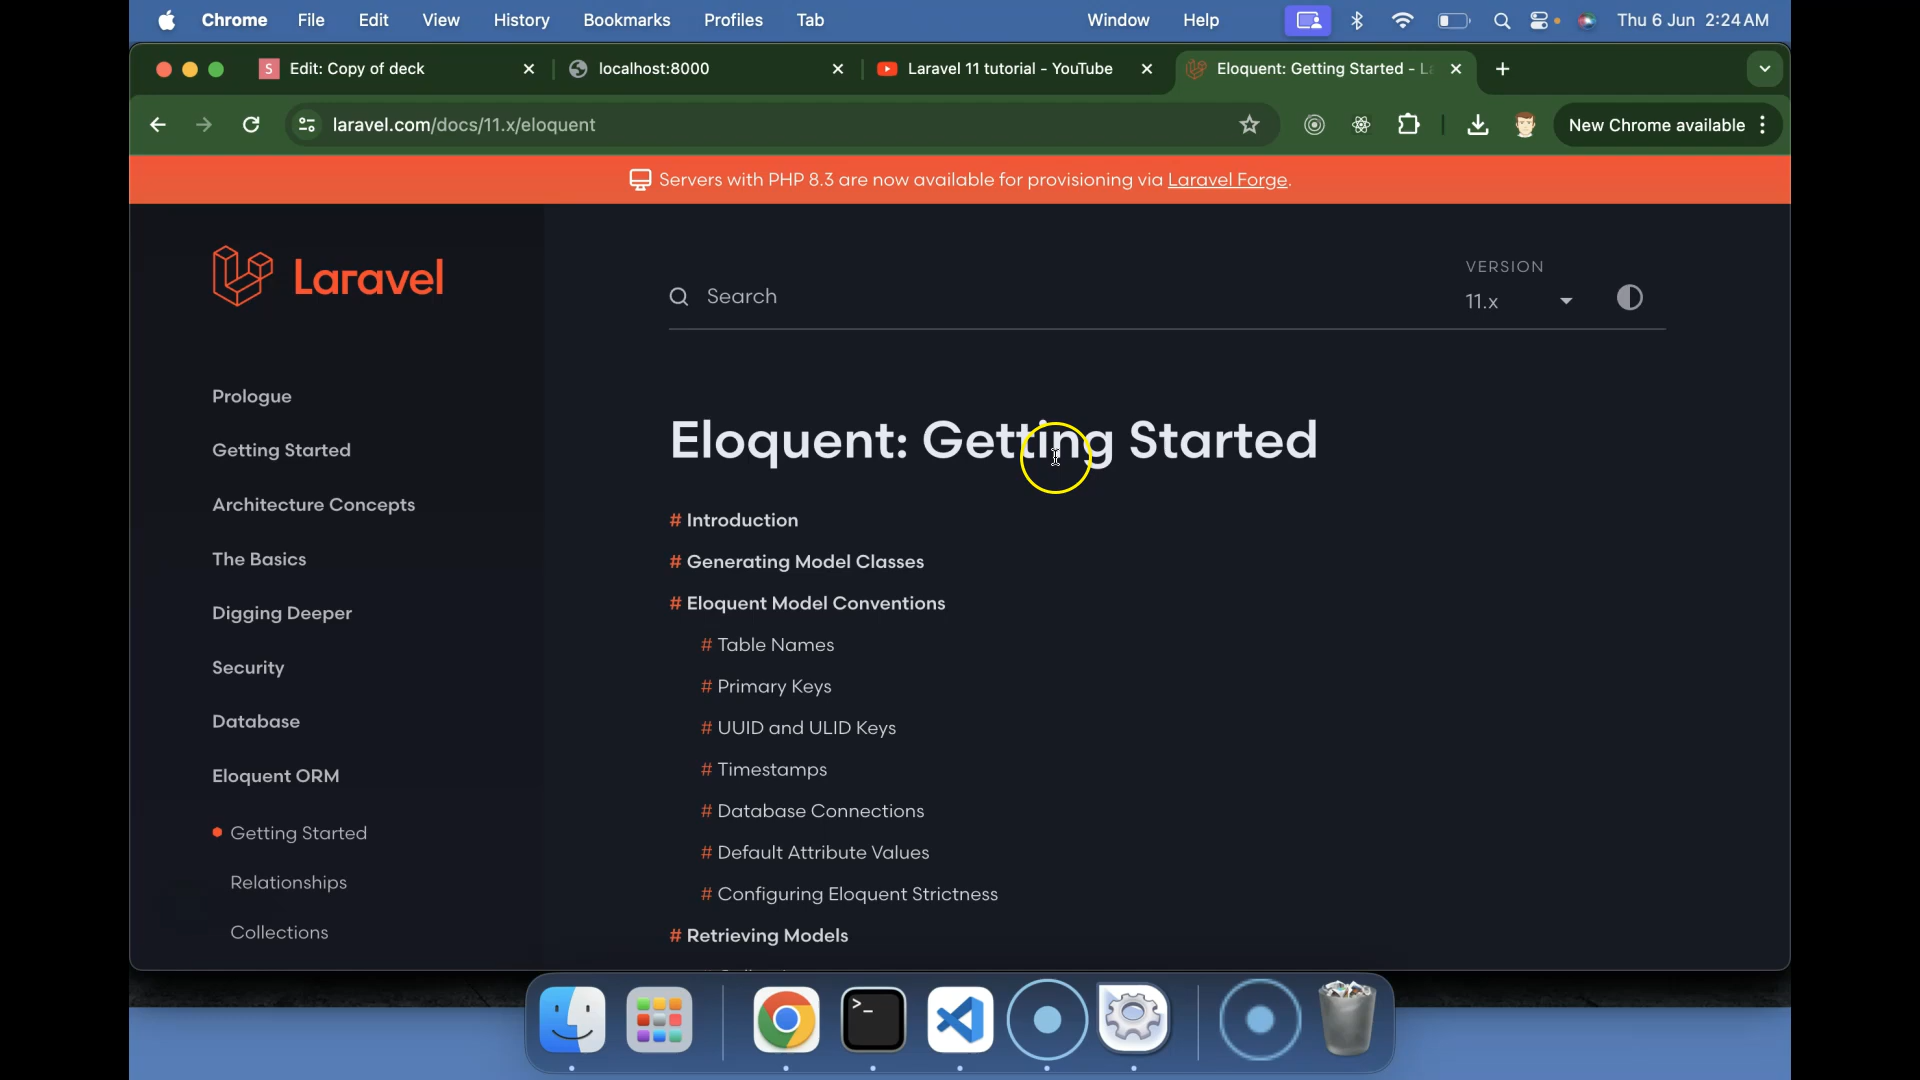 Chrome File Edit View History Bookmarks Profiles Tab Window Help Thu 6 Jun 2:24 AM
S Edit: Copy of deck localhost:8000 Laravel 11 tutorial - YouTube Eloquent: Getting Started - La
laravel.com/docs/11.x/eloquent New Chrome available
Servers with PHP 8.3 are now available for provisioning via Laravel Forge.
Laravel
Prologue
Getting Started
Architecture Concepts
The Basics
Digging Deeper
Security
Database
Eloquent ORM
Getting Started
Relationships
Collections
VERSION
Search 11.x
Eloquent: Getting Started
# Introduction
# Generating Model Classes
# Eloquent Model Conventions
# Table Names
# Primary Keys
# UUID and ULID Keys
# Timestamps
# Database Connections
# Default Attribute Values
# Configuring Eloquent Strictness
# Retrieving Models
>_